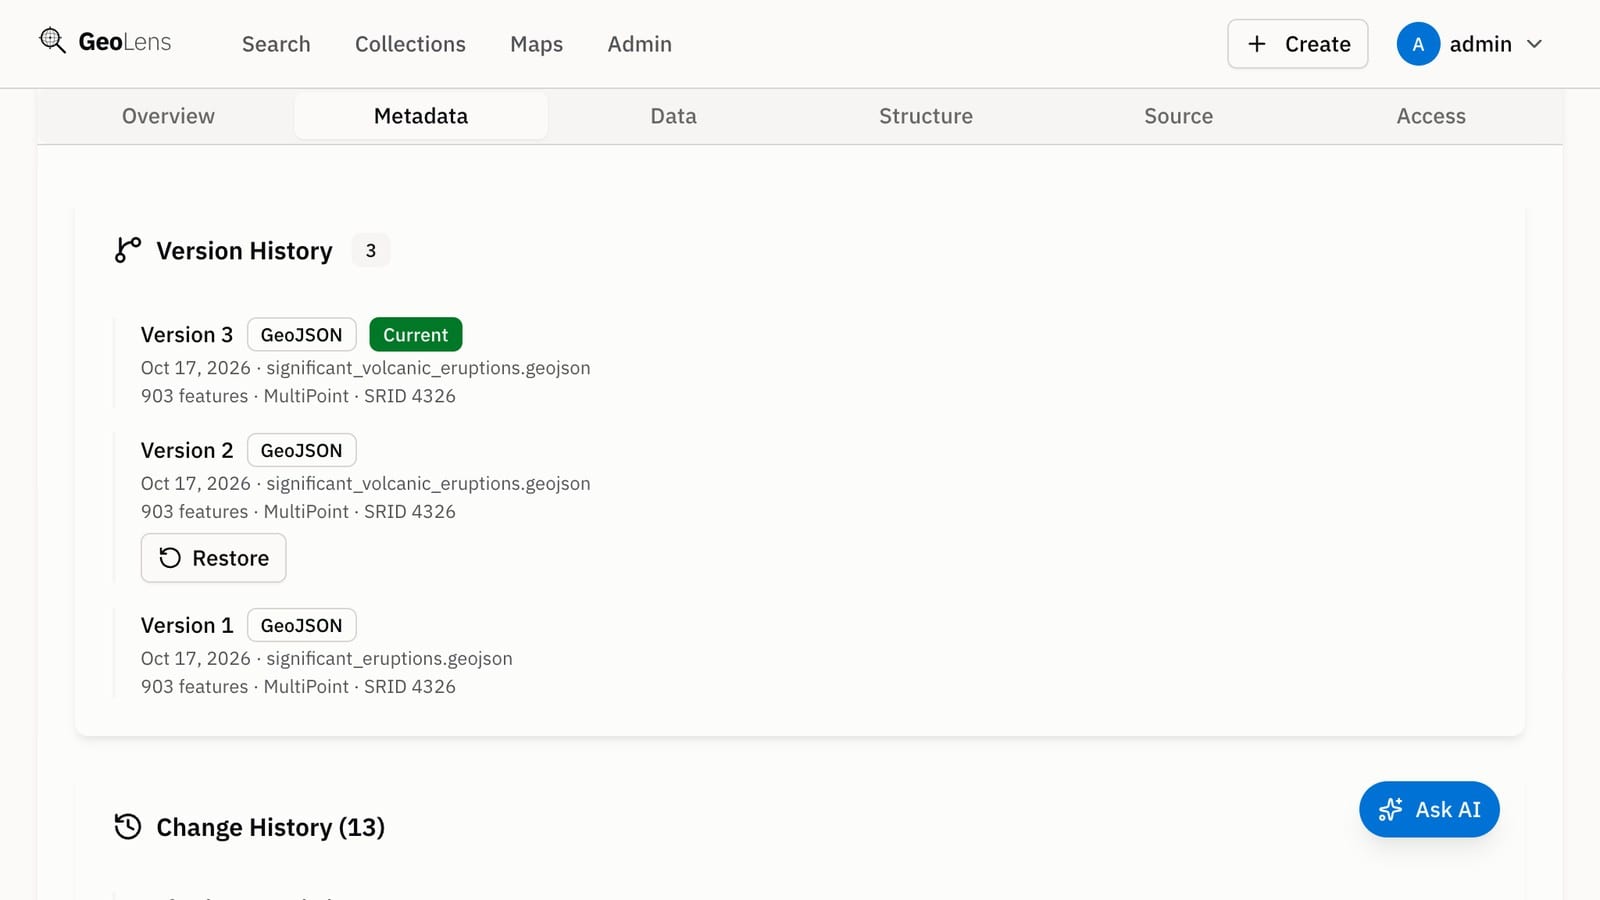 GeoLens
Search
Collections
Maps
Admin
Create
A
admin
Overview
Metadata
Data
Structure
Source
Access
Version History 3
Version 3 GeoJSON Current
Oct 17, 2026 · significant_volcanic_eruptions.geojson
903 features · MultiPoint · SRID 4326
Version 2 GeoJSON
Oct 17, 2026 · significant_volcanic_eruptions.geojson
903 features · MultiPoint · SRID 4326
Restore
Version 1 GeoJSON
Oct 17, 2026 · significant_eruptions.geojson
903 features · MultiPoint · SRID 4326
Change History (13)
Ask AI